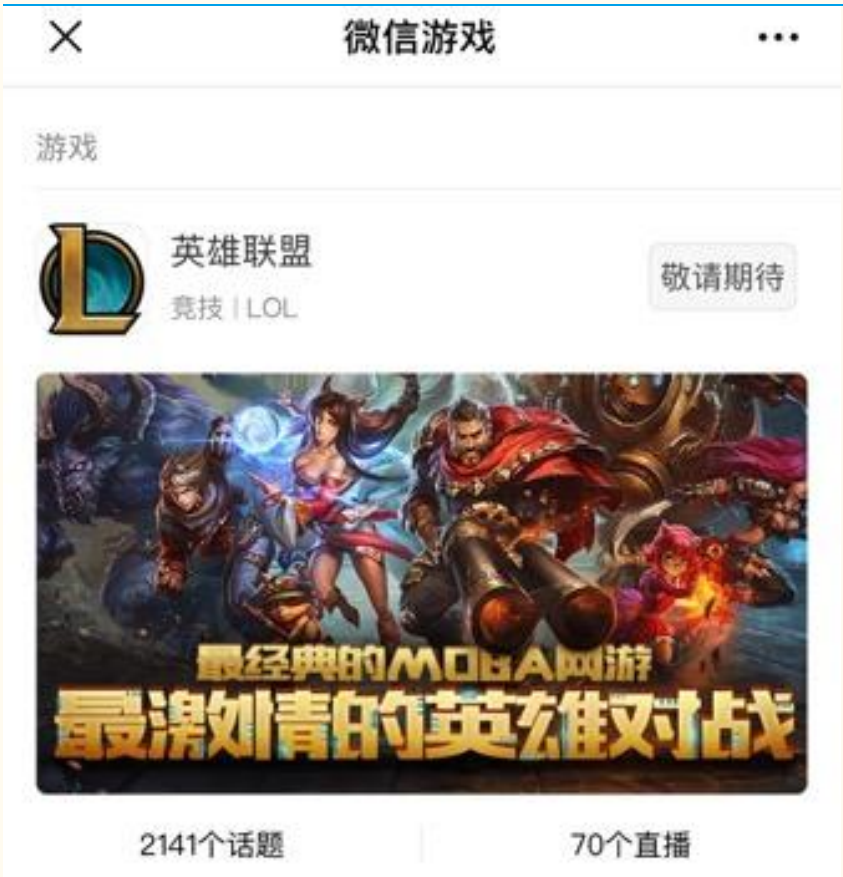 微信游戏
游戏
英雄联盟
敬请期待
竞技 | LOL
最经典的MOBA网游
最激情的英雄对战
2141个话题
70个直播